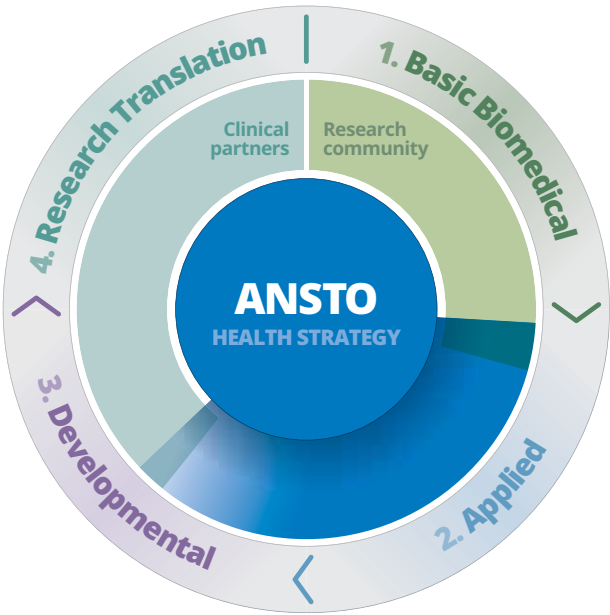 1. Basic Biomedical
2. Applied
3. Developmental
4. Research Translation
Clinical
partners
Research
community
ANSTO
HEALTH STRATEGY